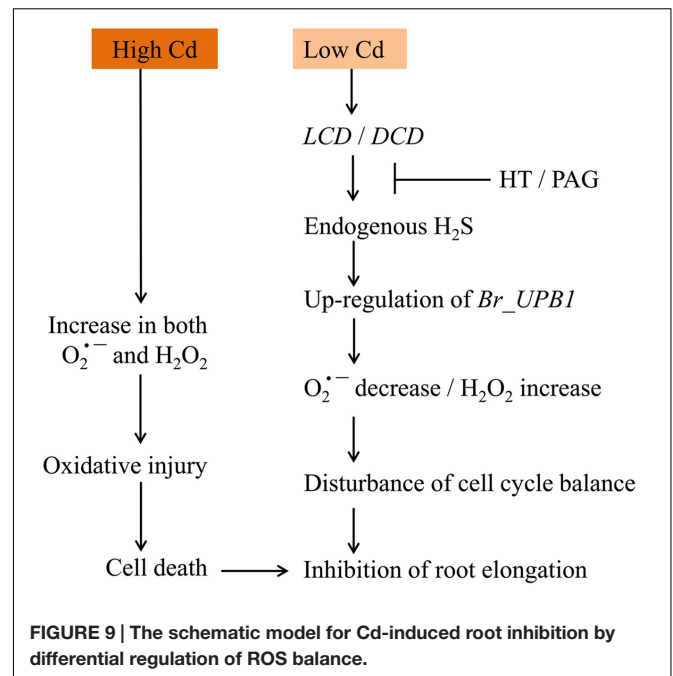 High Cd
Low Cd
LCD / DCD
HT / PAG
Endogenous H₂S
Up-regulation of Br_UPB1
Increase in both
O₂•− and H₂O₂
O₂•− decrease / H₂O₂ increase
Oxidative injury
Disturbance of cell cycle balance
Cell death
Inhibition of root elongation
FIGURE 9 | The schematic model for Cd-induced root inhibition by
differential regulation of ROS balance.